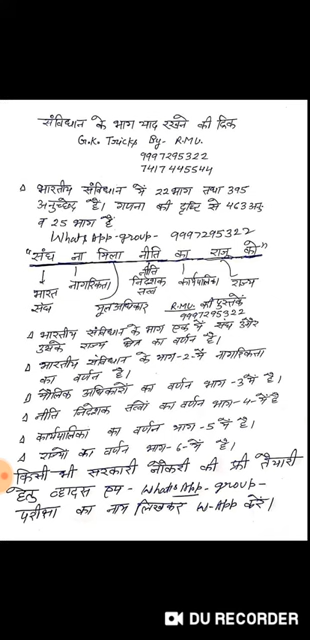 संविधान के भाग याद रखने की ट्रिक
G.K. Tricks By- R.M.U.
9997295322
7417445544
△ भारतीय संविधान में 22 भाग तथा 395
अनुच्छेद हैं। गणना की दृष्टि से 463 अनु
व 25 भाग हैं
WhatsApp-group- 9997295322
"संघ ना मिला नीति का राजू को"
भारत संघ नागरिकता मूल अधिकार नीति निदेशक तत्व कार्यपालिका राज्य
R.M.U. की पुस्तकें
9997295322
△ भारतीय संविधान के भाग एक में संघ और
उसके राज्य क्षेत्र का वर्णन है।
△ भारतीय संविधान के भाग-2 में नागरिकता
का वर्णन है।
△ मौलिक अधिकारों का वर्णन भाग-3 में है।
△ नीति निदेशक तत्वों का वर्णन भाग-4 में है
△ कार्यपालिका का वर्णन भाग-5 में है।
△ राज्यों का वर्णन भाग-6 में है।
किसी भी सरकारी नौकरी की फ्री तैयारी
हेतु व्हाट्स एप - WhatsApp-group-
परीक्षा का नाम लिखकर W-App करें।
DU RECORDER